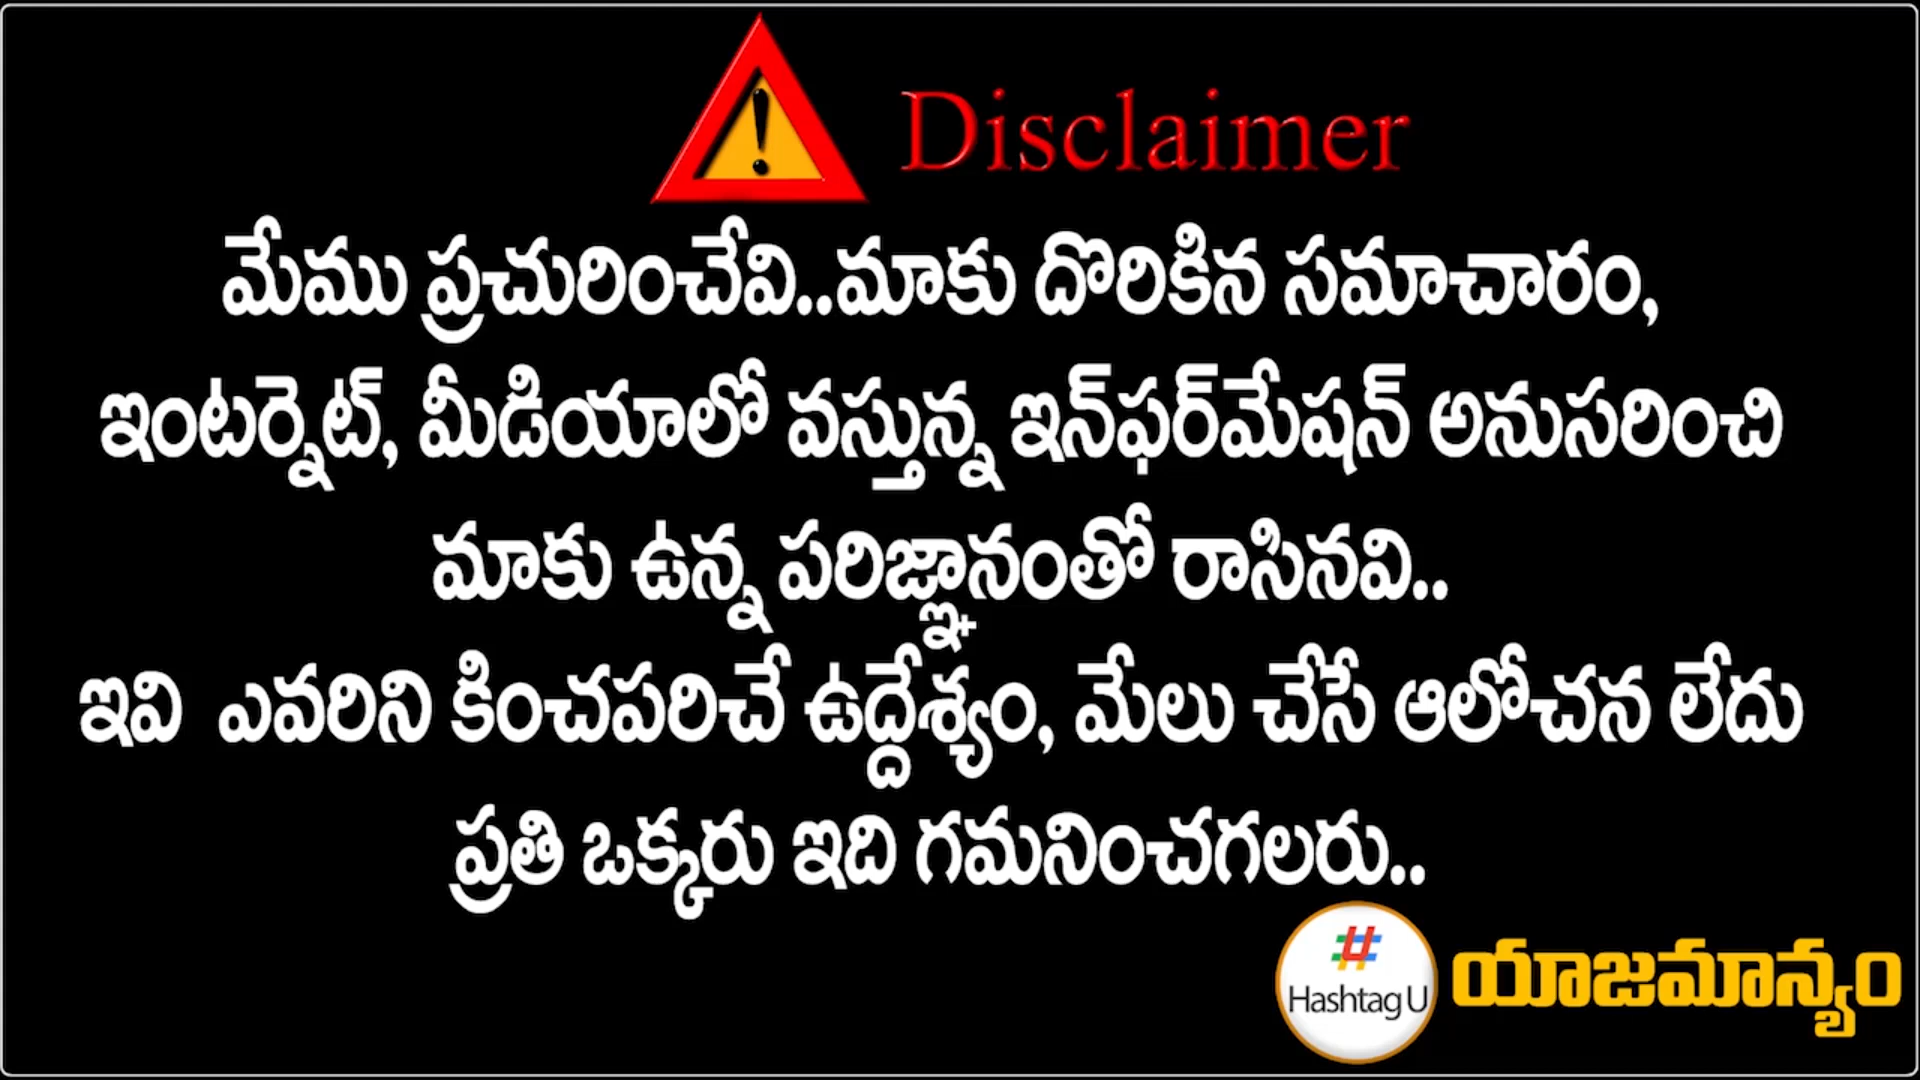 Disclaimer
మేము ప్రచురించేవి..మాకు దొరికిన సమాచారం,
ఇంటర్నెట్, మీడియాలో వస్తున్న ఇన్‌ఫర్‌మేషన్ అనుసరించి
మాకు ఉన్న పరిజ్ఞానంతో రాసినవి..
ఇవి ఎవరిని కించపరిచే ఉద్దేశ్యం, మేలు చేసే ఆలోచన లేదు
ప్రతి ఒక్కరు ఇది గమనించగలరు..
# Hashtag U
యాజమాన్యం